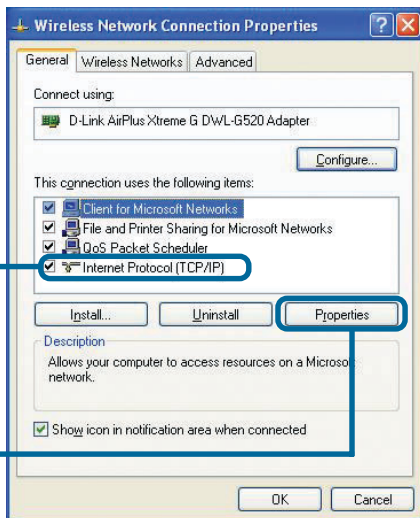 Wireless Network Connection Properties
General Wireless Networks Advanced
Connect using:
D-Link AirPlus Xtreme G DWL-G520 Adapter
Configure...
This connection uses the following items:
Client for Microsoft Networks
File and Printer Sharing for Microsoft Networks
QoS Packet Scheduler
Internet Protocol (TCP/IP)
Install... Uninstall Properties
Description
Allows your computer to access resources on a Microsoft
network.
Show icon in notification area when connected
OK Cancel